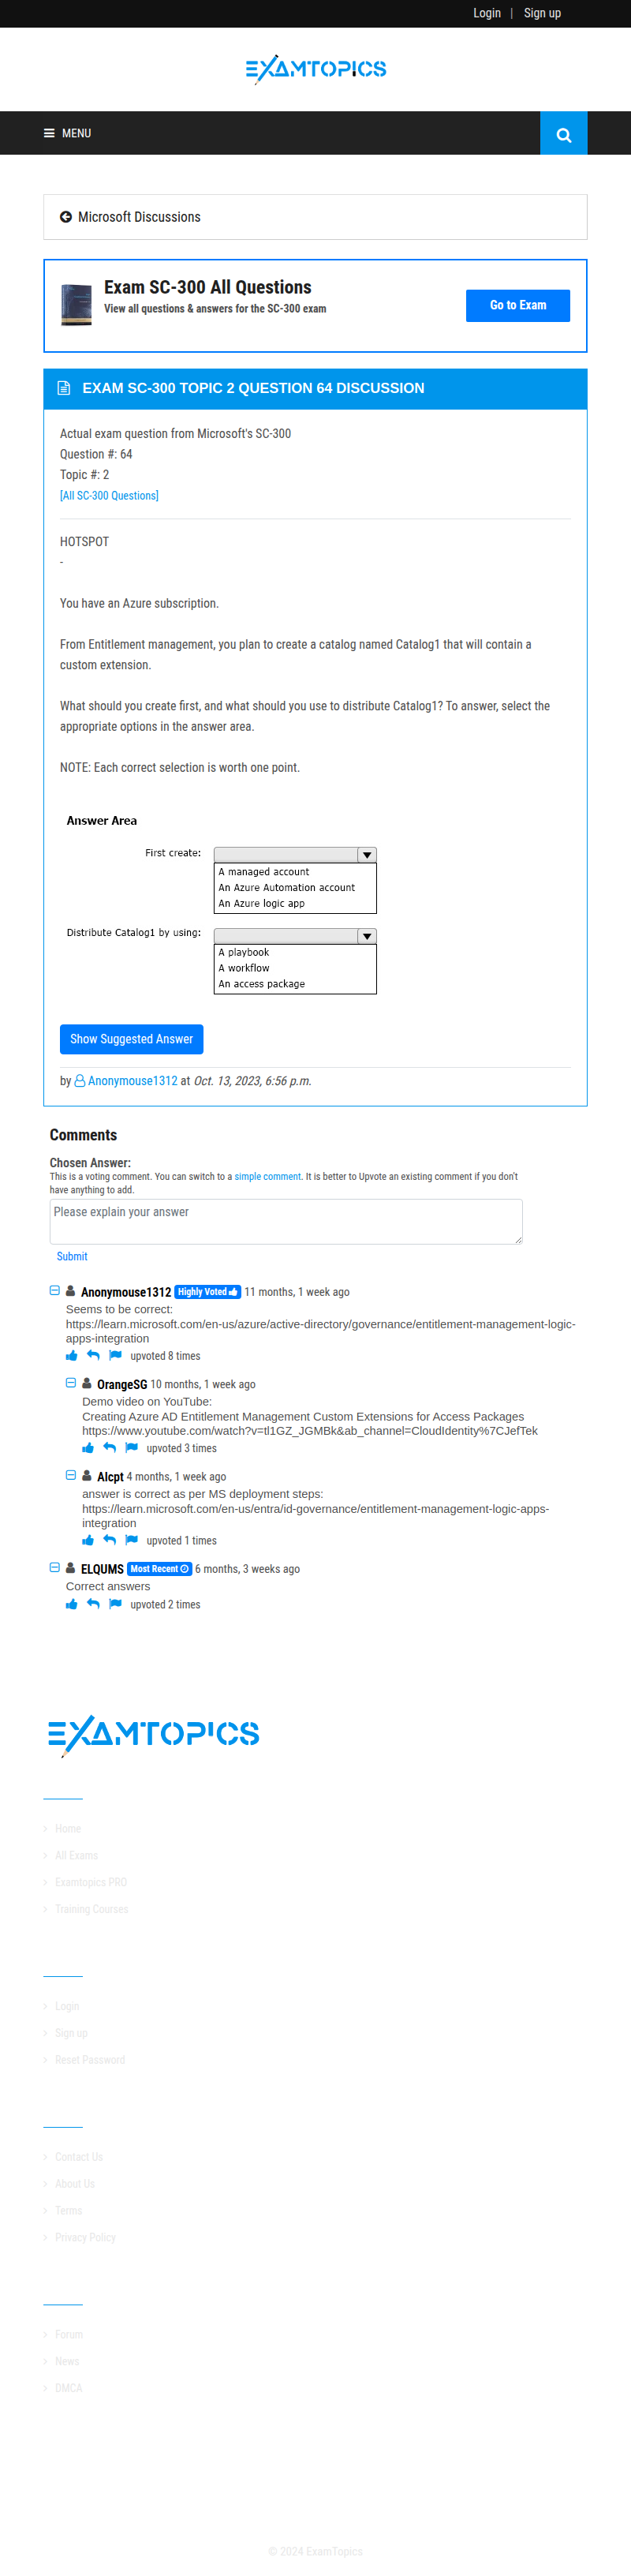 Login | Sign up
EXAMTOPICS
MENU
Microsoft Discussions
Exam SC-300 All Questions
View all questions & answers for the SC-300 exam
Go to Exam
EXAM SC-300 TOPIC 2 QUESTION 64 DISCUSSION
Actual exam question from Microsoft's SC-300
Question #: 64
Topic #: 2
[All SC-300 Questions]
HOTSPOT
-
You have an Azure subscription.
From Entitlement management, you plan to create a catalog named Catalog1 that will contain a
custom extension.
What should you create first, and what should you use to distribute Catalog1? To answer, select the
appropriate options in the answer area.
NOTE: Each correct selection is worth one point.
Answer Area
First create:
A managed account
An Azure Automation account
An Azure logic app
Distribute Catalog1 by using:
A playbook
A workflow
An access package
Show Suggested Answer
by Anonymouse1312 at Oct. 13, 2023, 6:56 p.m.
Comments
Chosen Answer:
This is a voting comment. You can switch to a simple comment. It is better to Upvote an existing comment if you don't
have anything to add.
Please explain your answer
Submit
Anonymouse1312 Highly Voted 11 months, 1 week ago
Seems to be correct:
https://learn.microsoft.com/en-us/azure/active-directory/governance/entitlement-management-logic-
apps-integration
upvoted 8 times
OrangeSG 10 months, 1 week ago
Demo video on YouTube:
Creating Azure AD Entitlement Management Custom Extensions for Access Packages
https://www.youtube.com/watch?v=tl1GZ_JGMBk&ab_channel=CloudIdentity%7CJefTek
upvoted 3 times
Alcpt 4 months, 1 week ago
answer is correct as per MS deployment steps:
https://learn.microsoft.com/en-us/entra/id-governance/entitlement-management-logic-apps-
integration
upvoted 1 times
ELQUMS Most Recent 6 months, 3 weeks ago
Correct answers
upvoted 2 times
EXAMTOPICS
Home
All Exams
Examtopics PRO
Training Courses
Login
Sign up
Reset Password
Contact Us
About Us
Terms
Privacy Policy
Forum
News
DMCA
© 2024 ExamTopics